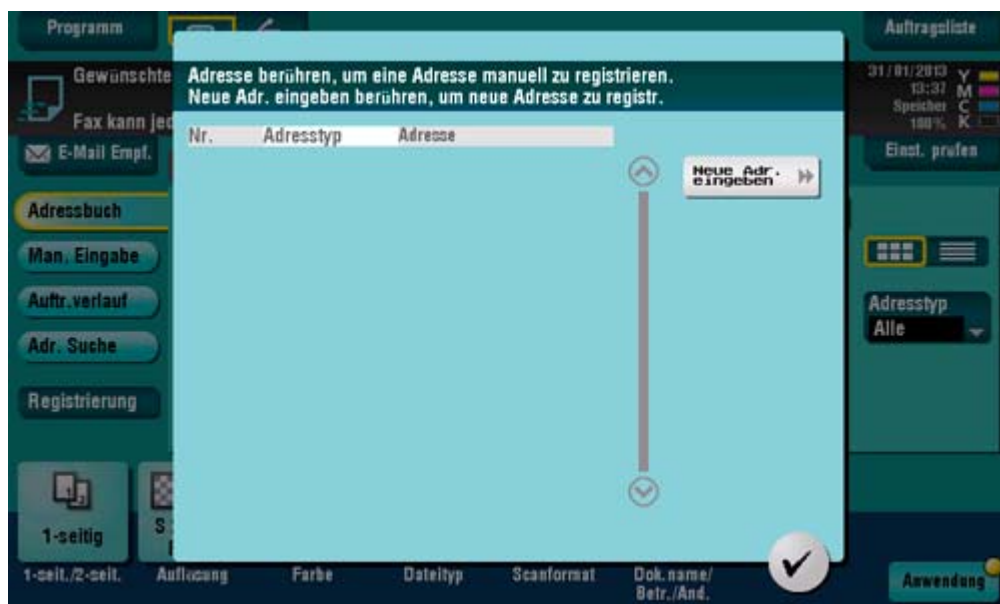 Programm
Auftragsliste
Gewünschte
Fax kann jed
Adresse berühren, um eine Adresse manuell zu registrieren.
Neue Adr. eingeben berühren, um neue Adresse zu registr.
31/01/2013
13:37
Speicher
100%
Y
M
C
K
E-Mail Empf.
Nr. Adresstyp Adresse
Einst. prüfen
Neue Adr.
eingeben
Adressbuch
Man. Eingabe
Auftr.verlauf
Adr. Suche
Registrierung
Adresstyp
Alle
1-seitig
S
1-seit./2-seit. Auflösung Farbe Dateityp Scanformat Dok.name/
Betr./And.
Anwendung